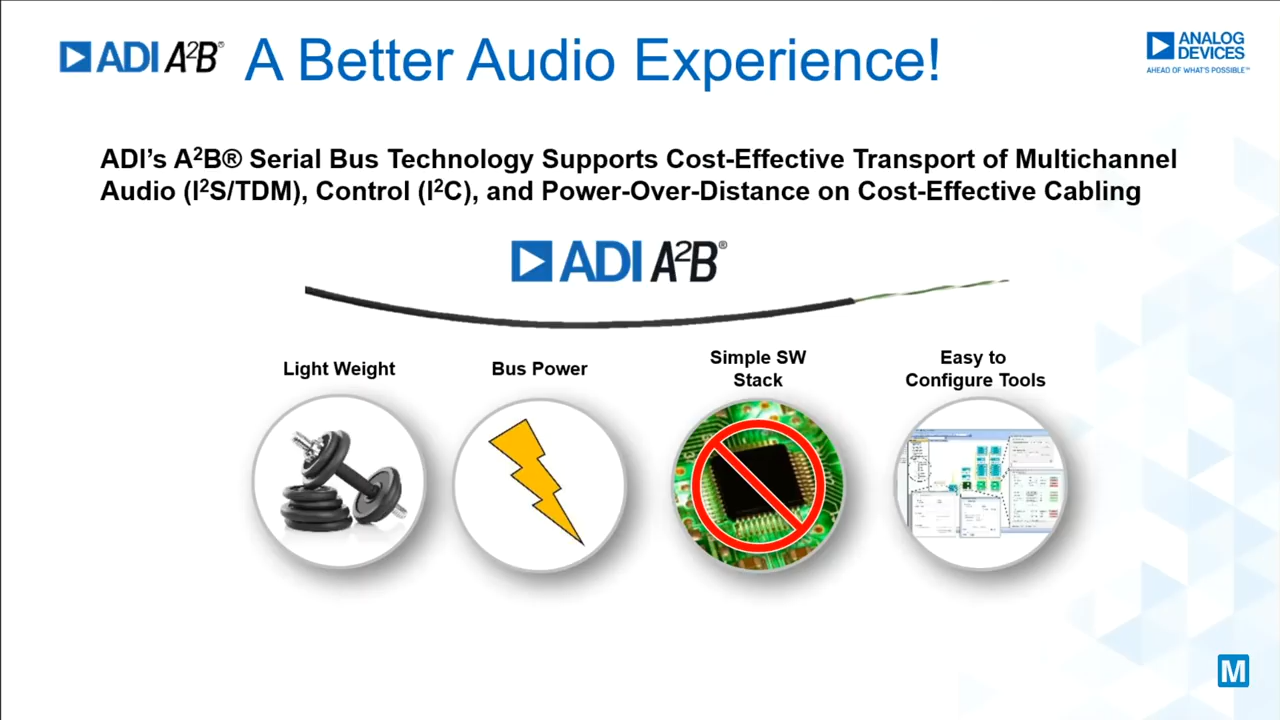 ADI A²B® A Better Audio Experience!
ANALOG
DEVICES
AHEAD OF WHAT'S POSSIBLE™
ADI's A²B® Serial Bus Technology Supports Cost-Effective Transport of Multichannel
Audio (I²S/TDM), Control (I²C), and Power-Over-Distance on Cost-Effective Cabling
ADI A²B®
Light Weight
Bus Power
Simple SW
Stack
Easy to
Configure Tools
M